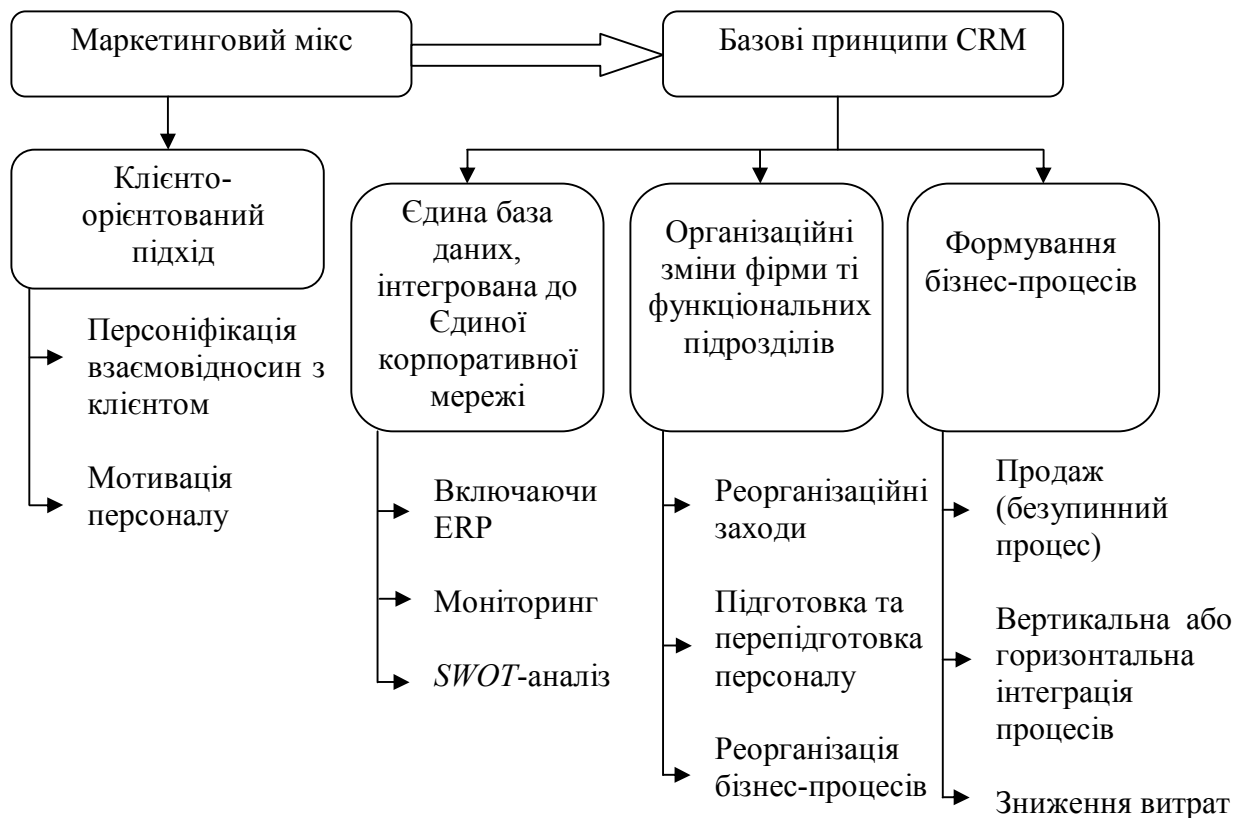 Маркетинговий мікс
Базові принципи CRM
Клієнто-
орієнтований
підхід
Персоніфікація
взаємовідносин з
клієнтом
Мотивація
персоналу
Єдина база
даних,
інтегрована до
Єдиної
корпоративної
мережі
Включаючи
ERP
Моніторинг
SWOT-аналіз
Організаційні
зміни фірми ті
функціональних
підрозділів
Реорганізаційні
заходи
Підготовка та
перепідготовка
персоналу
Реорганізація
бізнес-процесів
Формування
бізнес-процесів
Продаж
(безупинний
процес)
Вертикальна або
горизонтальна
інтеграція
процесів
Зниження витрат